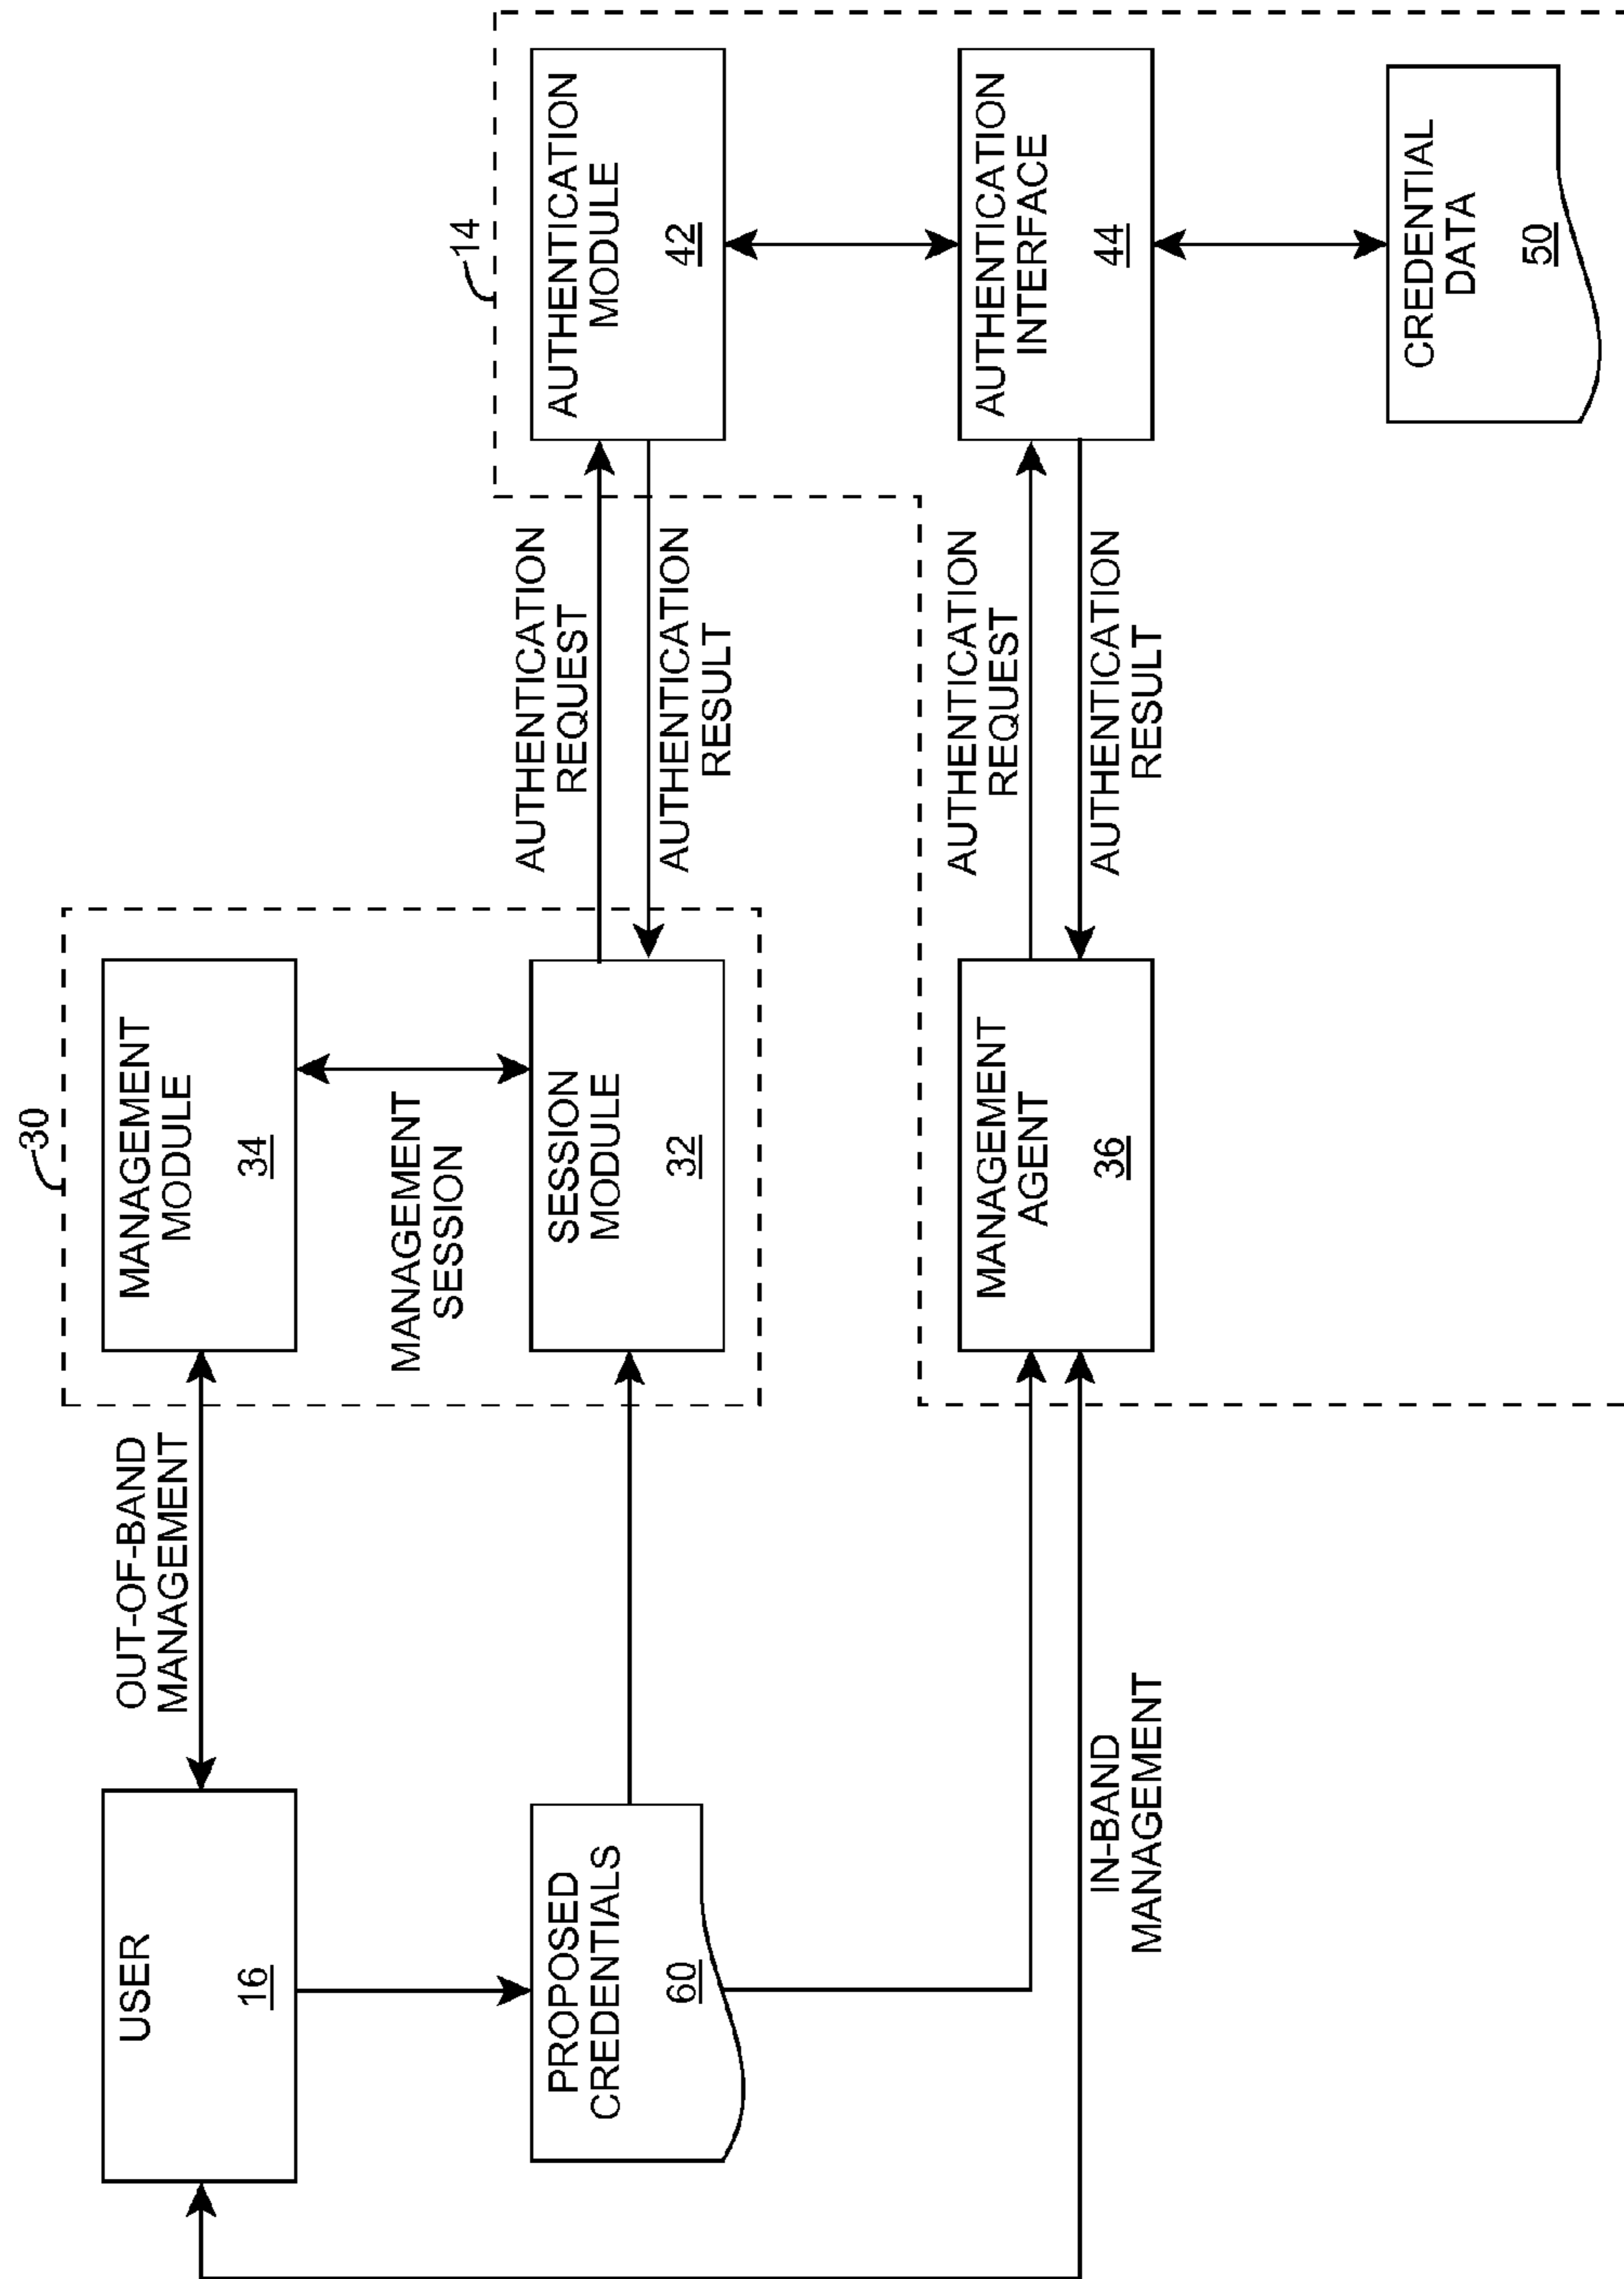 USER
16
OUT-OF-BAND
MANAGEMENT
30
MANAGEMENT
MODULE
34
MANAGEMENT
SESSION
PROPOSED
CREDENTIALS
60
SESSION
MODULE
32
AUTHENTICATION
REQUEST
AUTHENTICATION
RESULT
14
AUTHENTICATION
MODULE
42
IN-BAND
MANAGEMENT
MANAGEMENT
AGENT
36
AUTHENTICATION
REQUEST
AUTHENTICATION
RESULT
AUTHENTICATION
INTERFACE
44
CREDENTIAL
DATA
50